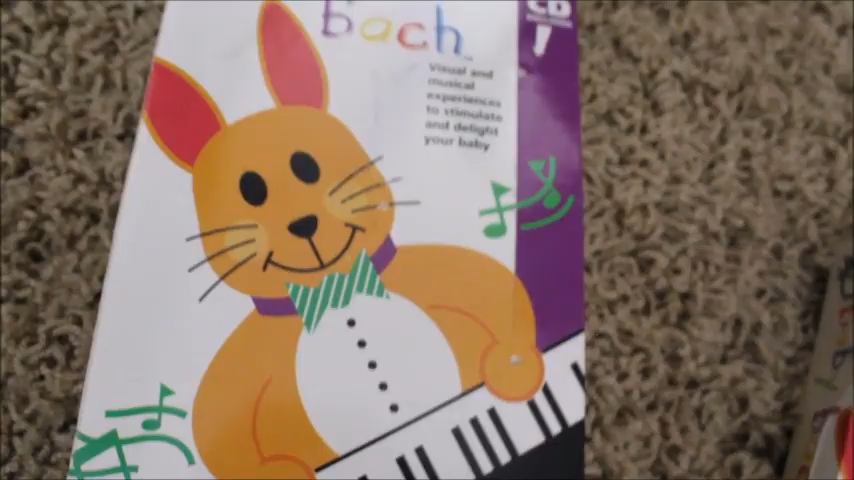 bach
CD
!
Visual and
musical
experiences
to stimulate
and delight
your baby